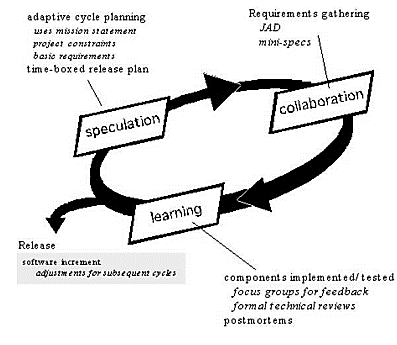 adaptive cycle planning
uses mission statement
project constraints
basic requirements
time-boxed release plan
Requirements gathering
JAD
mini-specs
speculation
collaboration
learning
Release
software increment
adjustments for subsequent cycles
components implemented/tested
focus groups for feedback
formal technical reviews
postmortems